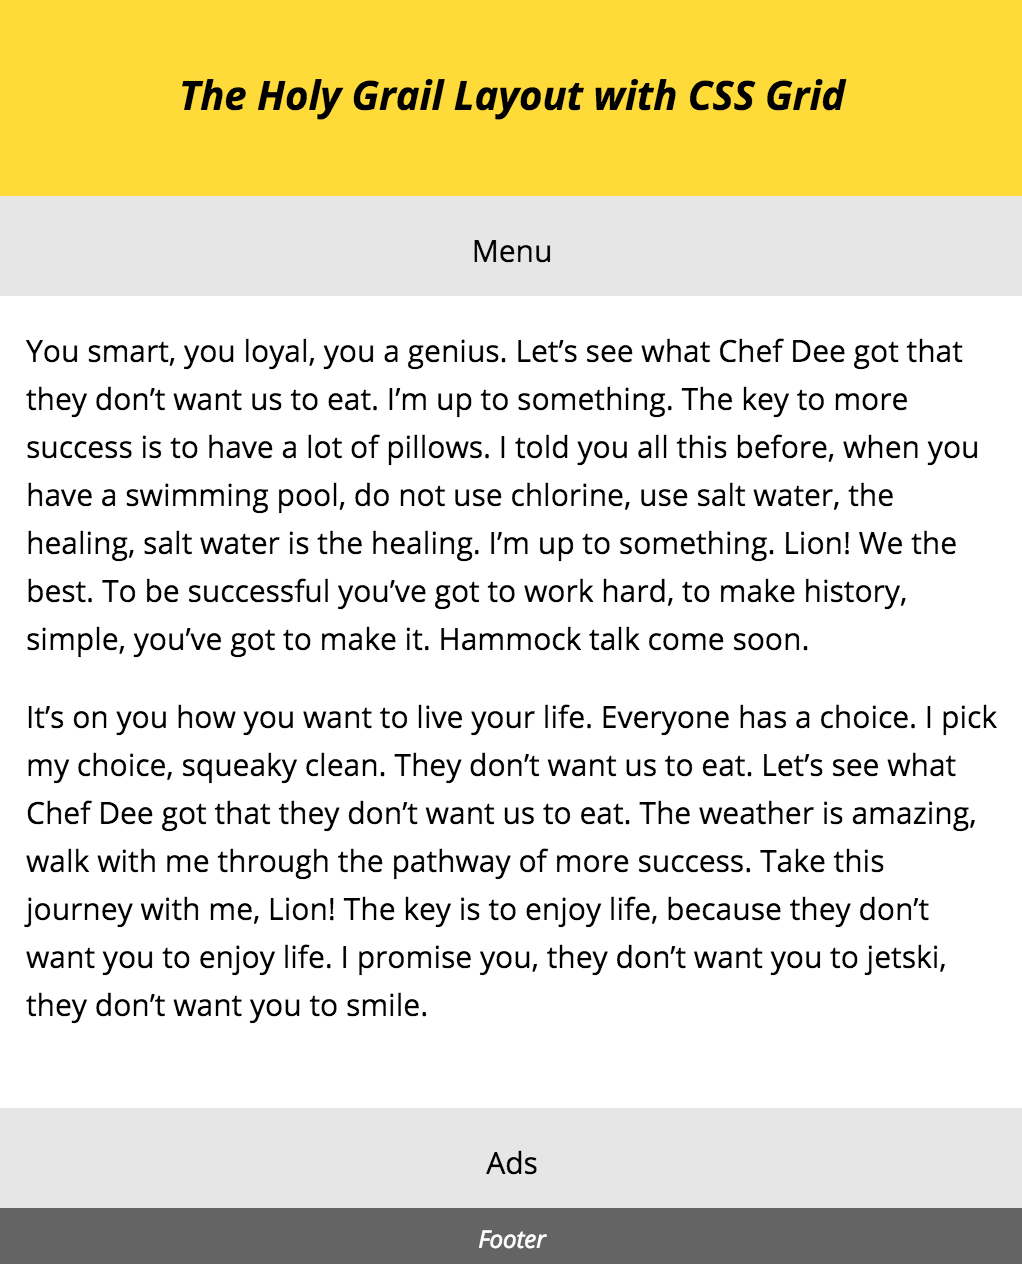 The Holy Grail Layout with CSS Grid
Menu
You smart, you loyal, you a genius. Let’s see what Chef Dee got that
they don’t want us to eat. I’m up to something. The key to more
success is to have a lot of pillows. I told you all this before, when you
have a swimming pool, do not use chlorine, use salt water, the
healing, salt water is the healing. I’m up to something. Lion! We the
best. To be successful you’ve got to work hard, to make history,
simple, you’ve got to make it. Hammock talk come soon.
It’s on you how you want to live your life. Everyone has a choice. I pick
my choice, squeaky clean. They don’t want us to eat. Let’s see what
Chef Dee got that they don’t want us to eat. The weather is amazing,
walk with me through the pathway of more success. Take this
journey with me, Lion! The key is to enjoy life, because they don’t
want you to enjoy life. I promise you, they don’t want you to jetski,
they don’t want you to smile.
Ads
Footer